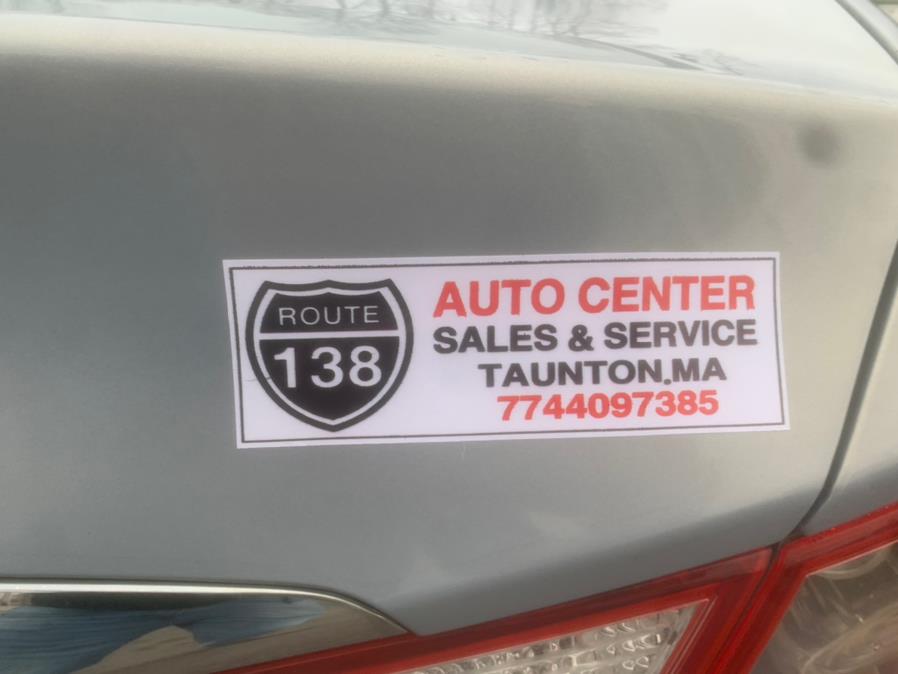 ROUTE
138
AUTO CENTER
SALES & SERVICE
TAUNTON.MA
7744097385